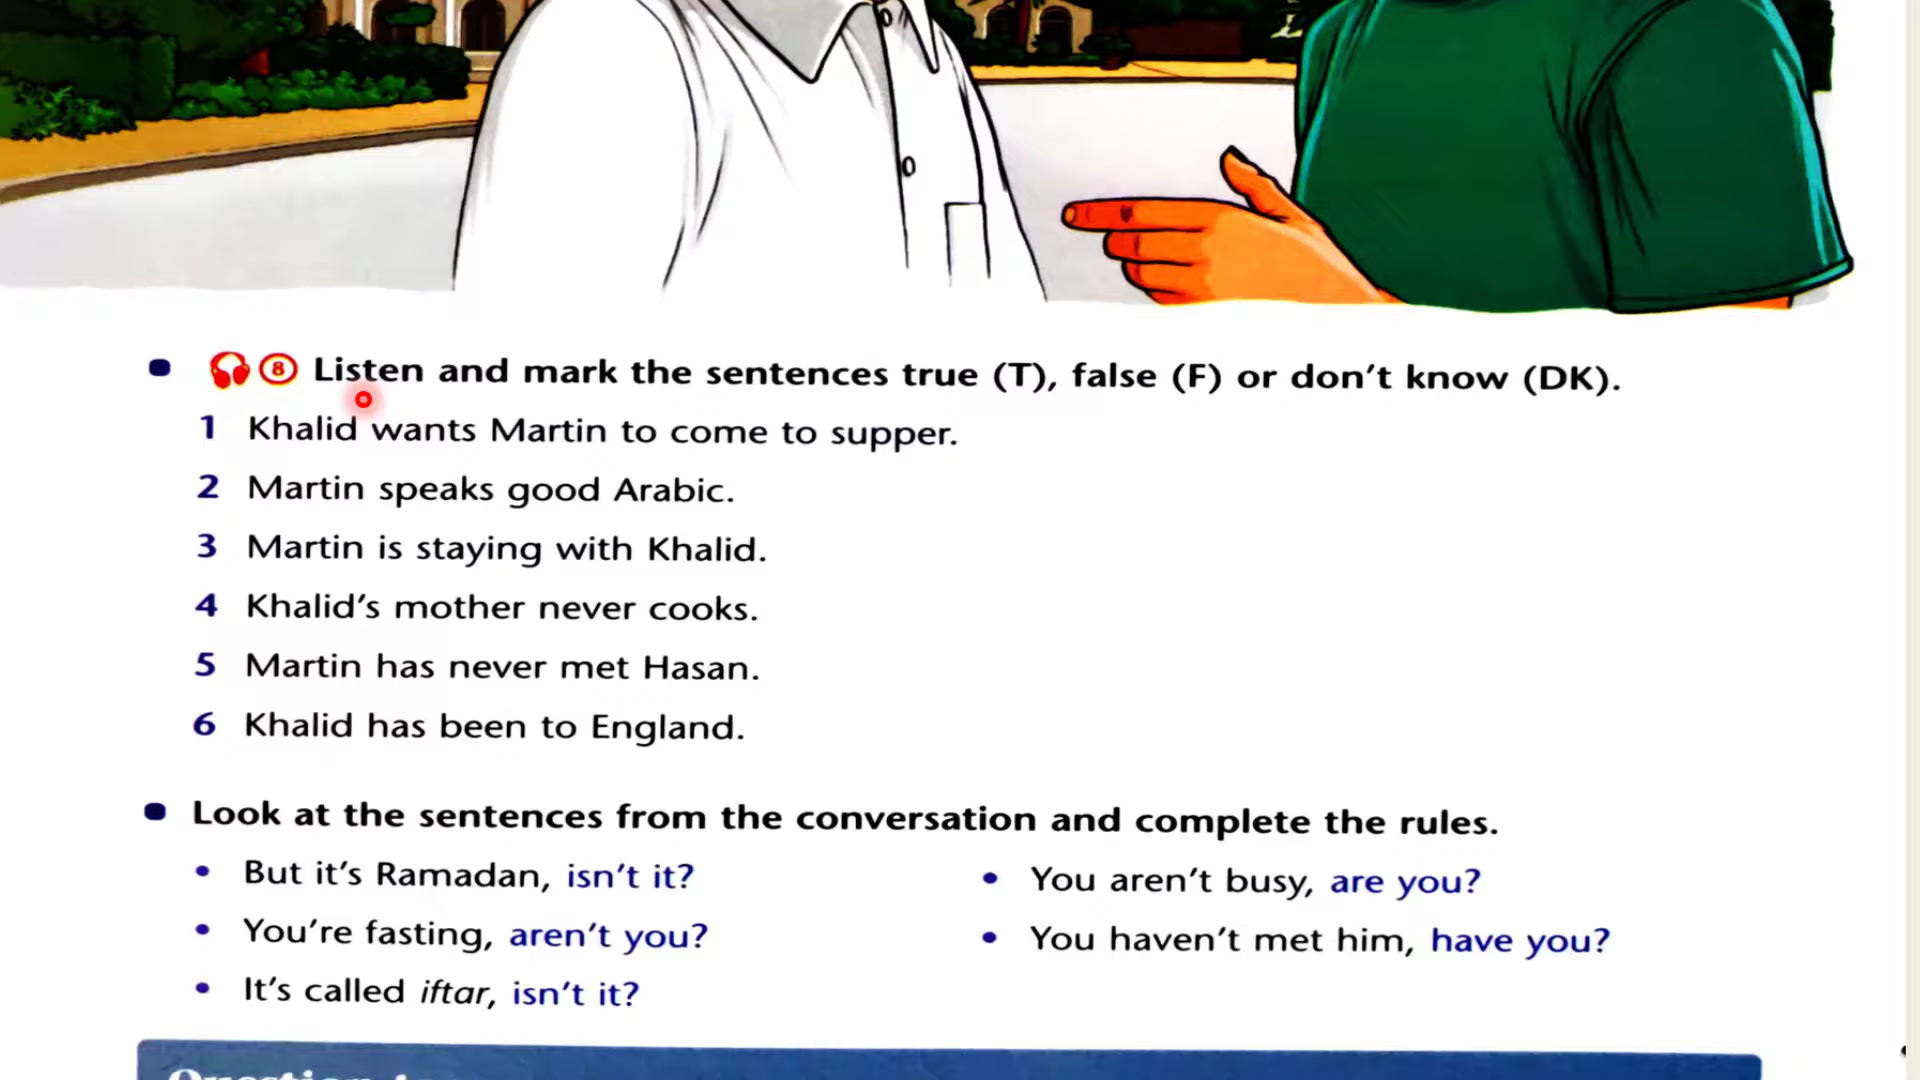 8 Listen and mark the sentences true (T), false (F) or don't know (DK).
1 Khalid wants Martin to come to supper.
2 Martin speaks good Arabic.
3 Martin is staying with Khalid.
4 Khalid's mother never cooks.
5 Martin has never met Hasan.
6 Khalid has been to England.
Look at the sentences from the conversation and complete the rules.
• But it's Ramadan, isn't it?
• You're fasting, aren't you?
• It's called iftar, isn't it?
• You aren't busy, are you?
• You haven't met him, have you?